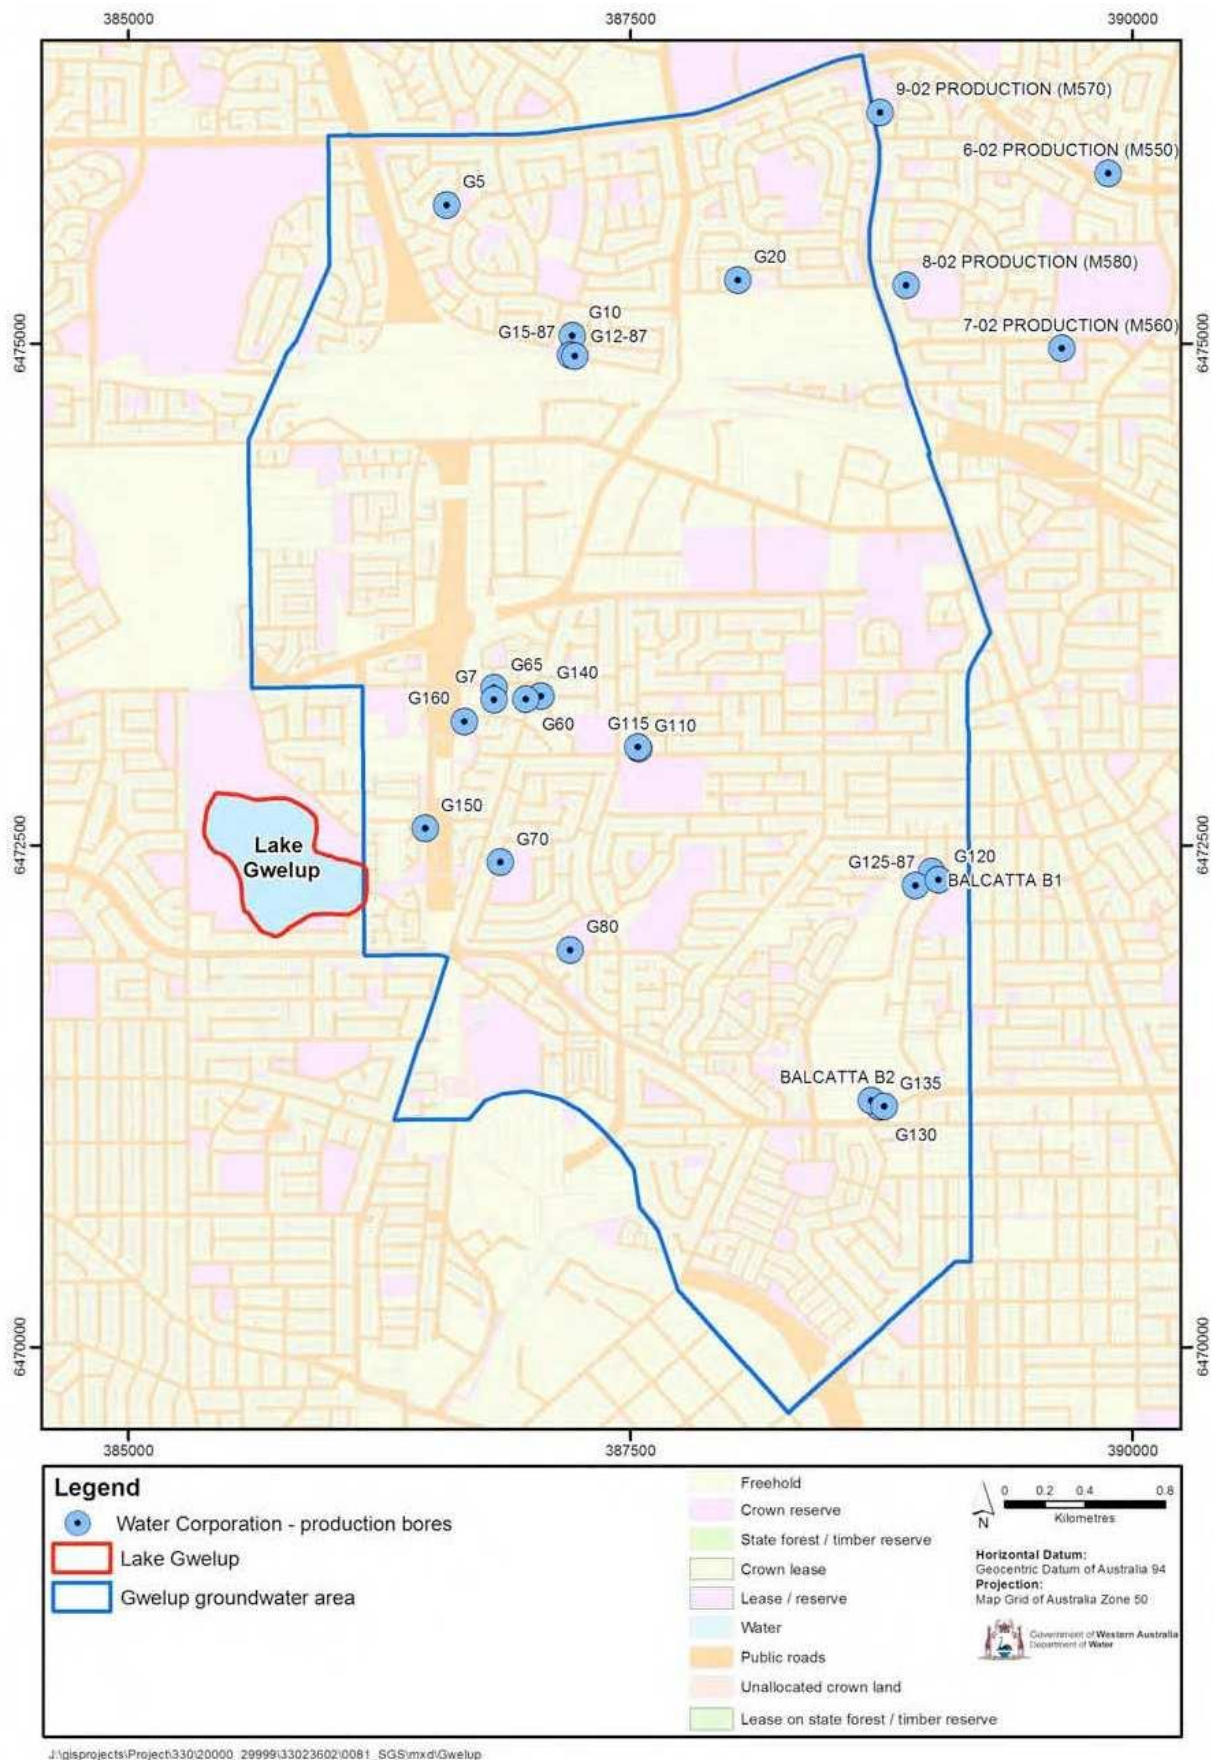 385000
387500
390000
9-02 PRODUCTION (M570)
6-02 PRODUCTION (M550)
G5
G20
8-02 PRODUCTION (M580)
G10
G15-87
G12-87
7-02 PRODUCTION (M560)
6475000
6475000
G65
G7
G140
G160
G60
G115
G110
G150
G70
Lake
Gwelup
6472500
6472500
G125-87
G120
BALCATTA B1
G80
BALCATTA B2
G135
G130
6470000
6470000
385000
387500
390000
Legend
Water Corporation - production bores
Lake Gwelup
Gwelup groundwater area
Freehold
Crown reserve
State forest / timber reserve
Crown lease
Lease / reserve
Water
Public roads
Unallocated crown land
Lease on state forest / timber reserve
N
0 0.2 0.4 0.8
Kilometres
Horizontal Datum:
Geocentric Datum of Australia 94
Projection:
Map Grid of Australia Zone 50
Government of Western Australia
Department of Water
J:\gisprojects\Project\330\20000_29999\33023602\0081_SGS\mxd\Gwelup